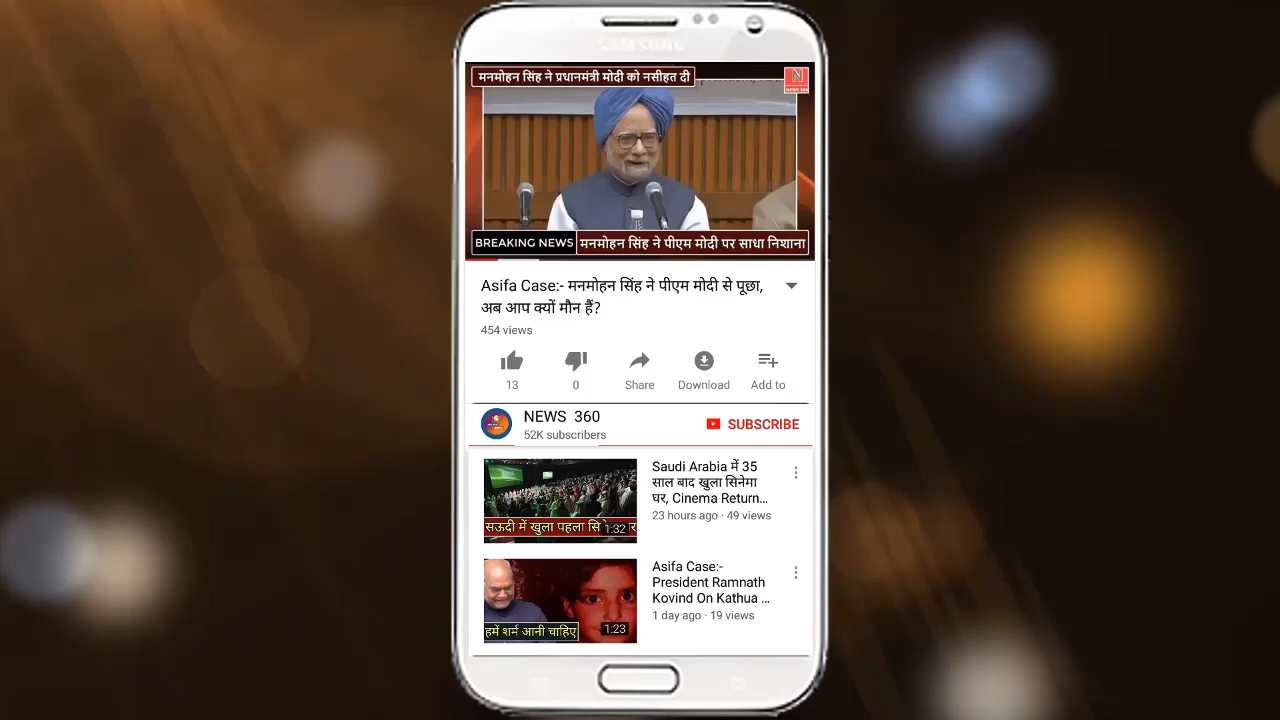 SAMSUNG
मनमोहन सिंह ने प्रधानमंत्री मोदी को नसीहत दी
N
NEWS 360
BREAKING NEWS मनमोहन सिंह ने पीएम मोदी पर साधा निशाना
Asifa Case:- मनमोहन सिंह ने पीएम मोदी से पूछा,
अब आप क्यों मौन हैं?
454 views
13 0 Share Download Add to
NEWS 360
52K subscribers
SUBSCRIBE
Saudi Arabia में 35
साल बाद खुला सिनेमा
घर, Cinema Return...
23 hours ago · 49 views
सऊदी में खुला पहला
1:32
Asifa Case:-
President Ramnath
Kovind On Kathua ...
1 day ago · 19 views
हमें शर्म आनी चाहिए
1:23